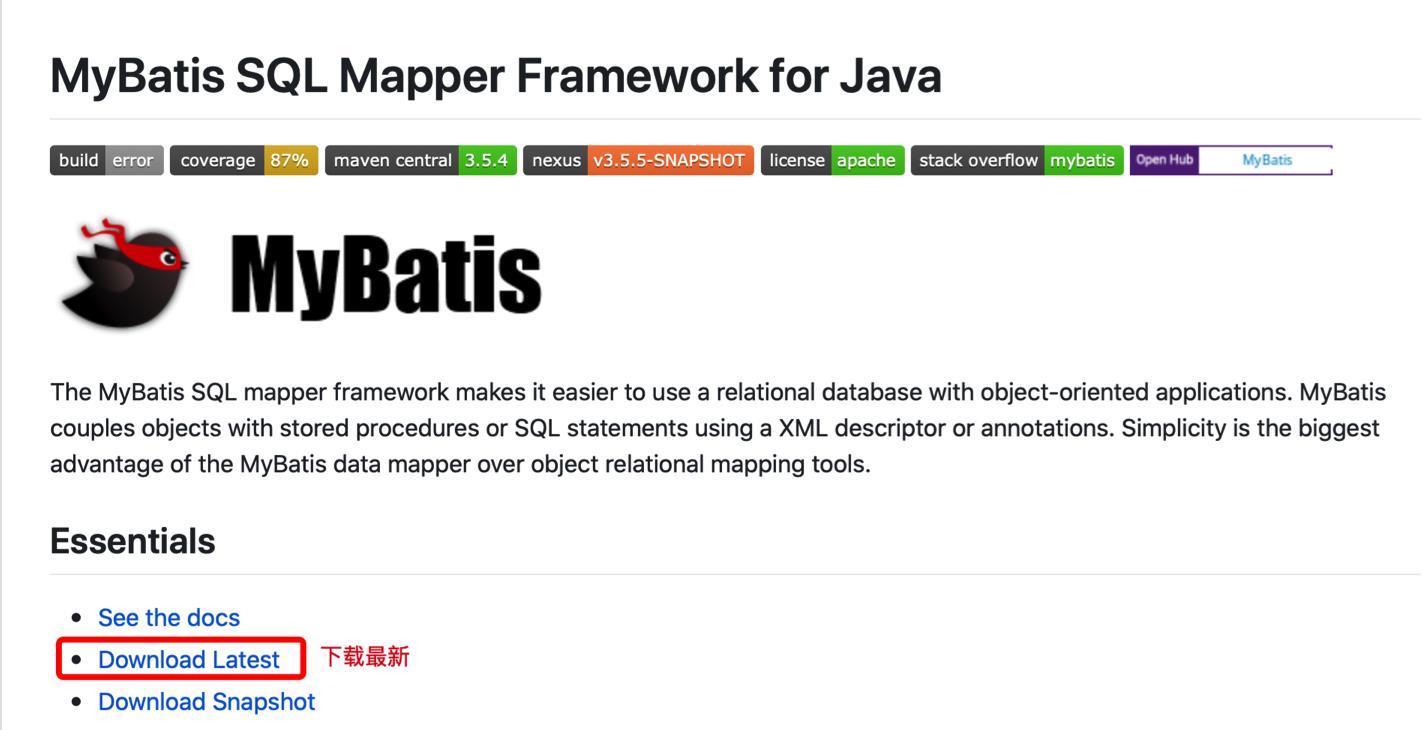 MyBatis SQL Mapper Framework for Java
build error coverage 87% maven central 3.5.4 nexus v3.5.5-SNAPSHOT license apache stack overflow mybatis Open Hub MyBatis
MyBatis
The MyBatis SQL mapper framework makes it easier to use a relational database with object-oriented applications. MyBatis
couples objects with stored procedures or SQL statements using a XML descriptor or annotations. Simplicity is the biggest
advantage of the MyBatis data mapper over object relational mapping tools.
Essentials
See the docs
Download Latest 下载最新
Download Snapshot